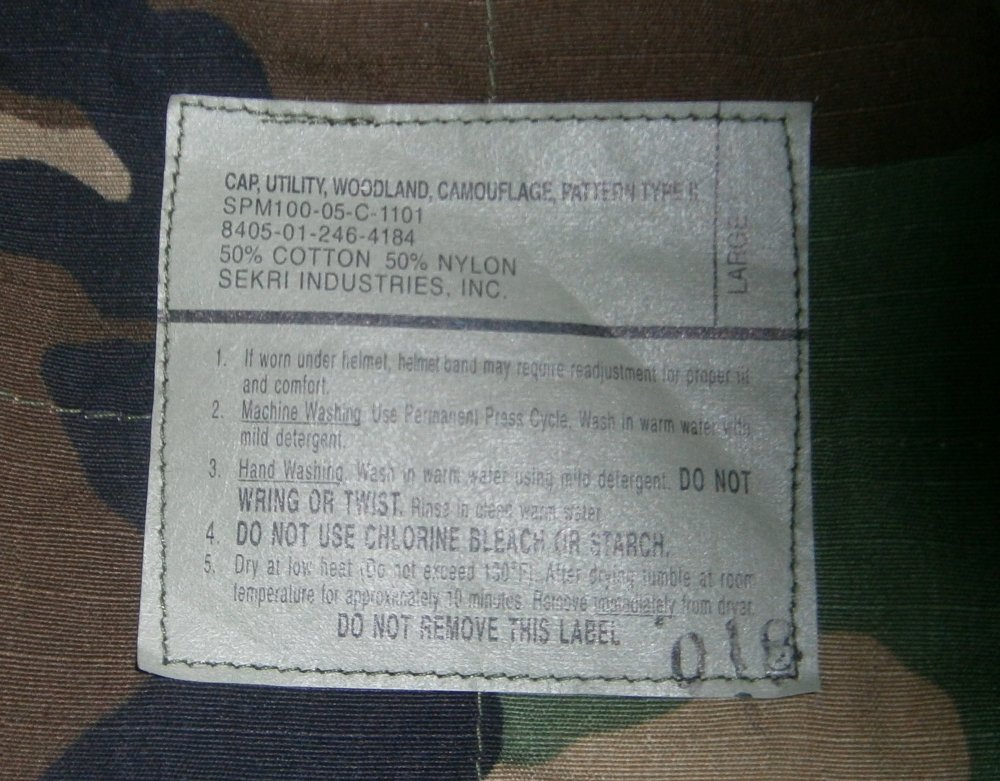 CAP, UTILITY, WOODLAND, CAMOUFLAGE, PATTERN TYPE II
SPM100-05-C-1101
8405-01-246-4184
50% COTTON 50% NYLON
SEKRI INDUSTRIES, INC.
LARGE
1. If worn under helmet, helmet band may require readjustment for proper fit
and comfort.
2. Machine Washing. Use Permanent Press Cycle. Wash in warm water with
mild detergent.
3. Hand Washing. Wash in warm water using mild detergent. DO NOT
WRING OR TWIST. Rinse in clean warm water.
4. DO NOT USE CHLORINE BLEACH OR STARCH.
5. Dry at low heat (Do not exceed 130°F). After drying tumble at room
temperature for approximately 10 minutes. Remove immediately from dryer.
DO NOT REMOVE THIS LABEL